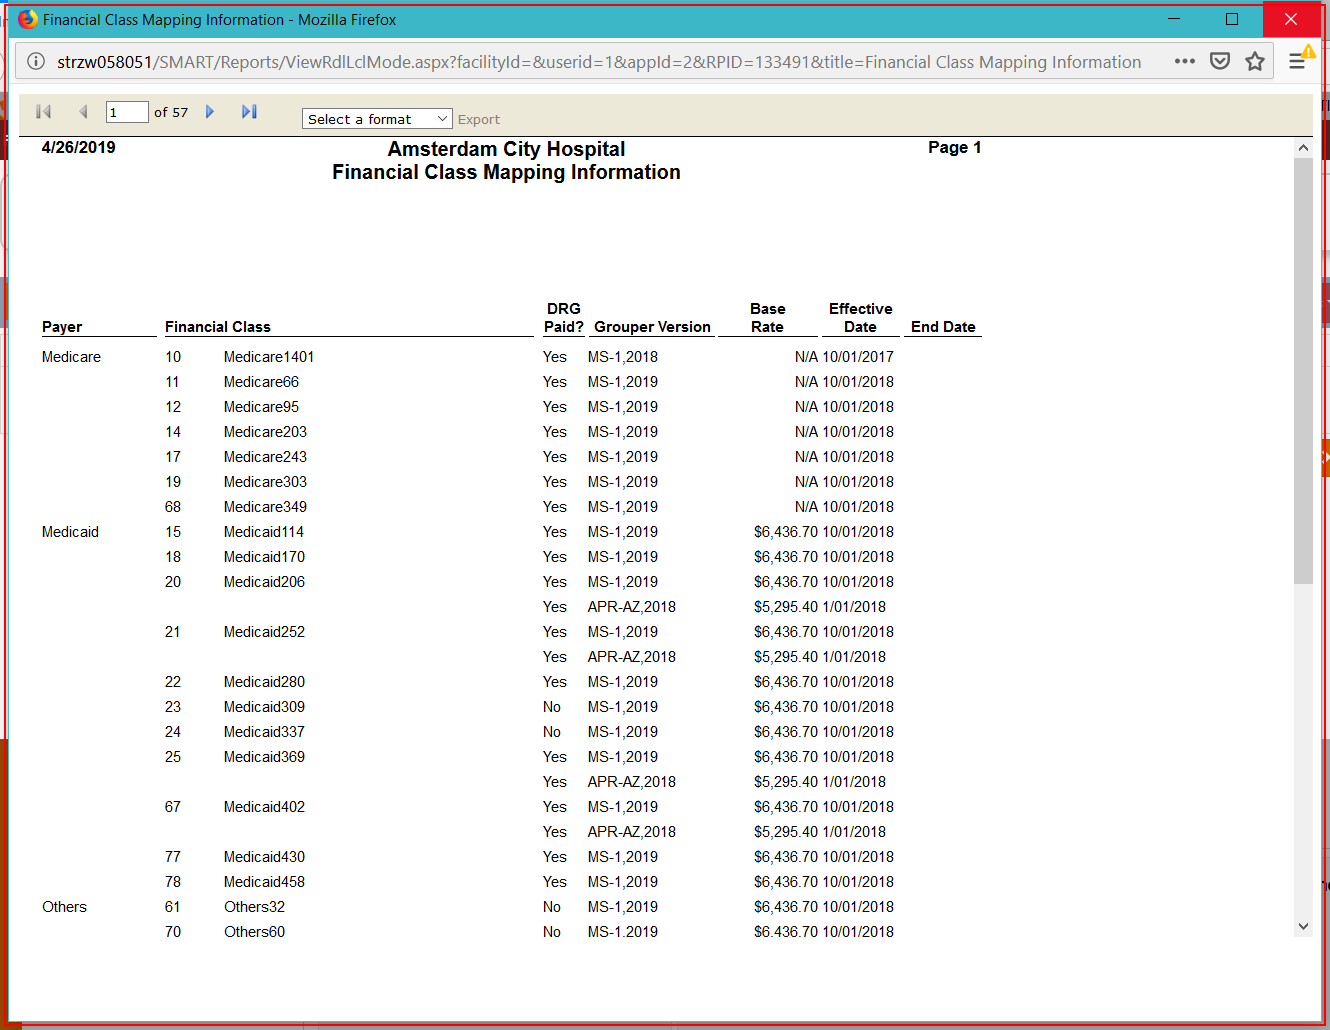 Financial Class Mapping Information - Mozilla Firefox
strzw058051/SMART/Reports/ViewRdlLclMode.aspx?facilityId=&userid=1&appId=2&RPID=133491&title=Financial Class Mapping Information
1 of 57 Select a format Export
4/26/2019 Amsterdam City Hospital Page 1
Financial Class Mapping Information
DRG Base Effective
Payer Financial Class Paid? Grouper Version Rate Date End Date
Medicare 10 Medicare1401 Yes MS-1,2018 N/A 10/01/2017
11 Medicare66 Yes MS-1,2019 N/A 10/01/2018
12 Medicare95 Yes MS-1,2019 N/A 10/01/2018
14 Medicare203 Yes MS-1,2019 N/A 10/01/2018
17 Medicare243 Yes MS-1,2019 N/A 10/01/2018
19 Medicare303 Yes MS-1,2019 N/A 10/01/2018
68 Medicare349 Yes MS-1,2019 N/A 10/01/2018
Medicaid 15 Medicaid114 Yes MS-1,2019 $6,436.70 10/01/2018
18 Medicaid170 Yes MS-1,2019 $6,436.70 10/01/2018
20 Medicaid206 Yes MS-1,2019 $6,436.70 10/01/2018
Yes APR-AZ,2018 $5,295.40 1/01/2018
21 Medicaid252 Yes MS-1,2019 $6,436.70 10/01/2018
Yes APR-AZ,2018 $5,295.40 1/01/2018
22 Medicaid280 Yes MS-1,2019 $6,436.70 10/01/2018
23 Medicaid309 No MS-1,2019 $6,436.70 10/01/2018
24 Medicaid337 No MS-1,2019 $6,436.70 10/01/2018
25 Medicaid369 Yes MS-1,2019 $6,436.70 10/01/2018
Yes APR-AZ,2018 $5,295.40 1/01/2018
67 Medicaid402 Yes MS-1,2019 $6,436.70 10/01/2018
Yes APR-AZ,2018 $5,295.40 1/01/2018
77 Medicaid430 Yes MS-1,2019 $6,436.70 10/01/2018
78 Medicaid458 Yes MS-1,2019 $6,436.70 10/01/2018
Others 61 Others32 No MS-1,2019 $6,436.70 10/01/2018
70 Others60 No MS-1.2019 $6.436.70 10/01/2018